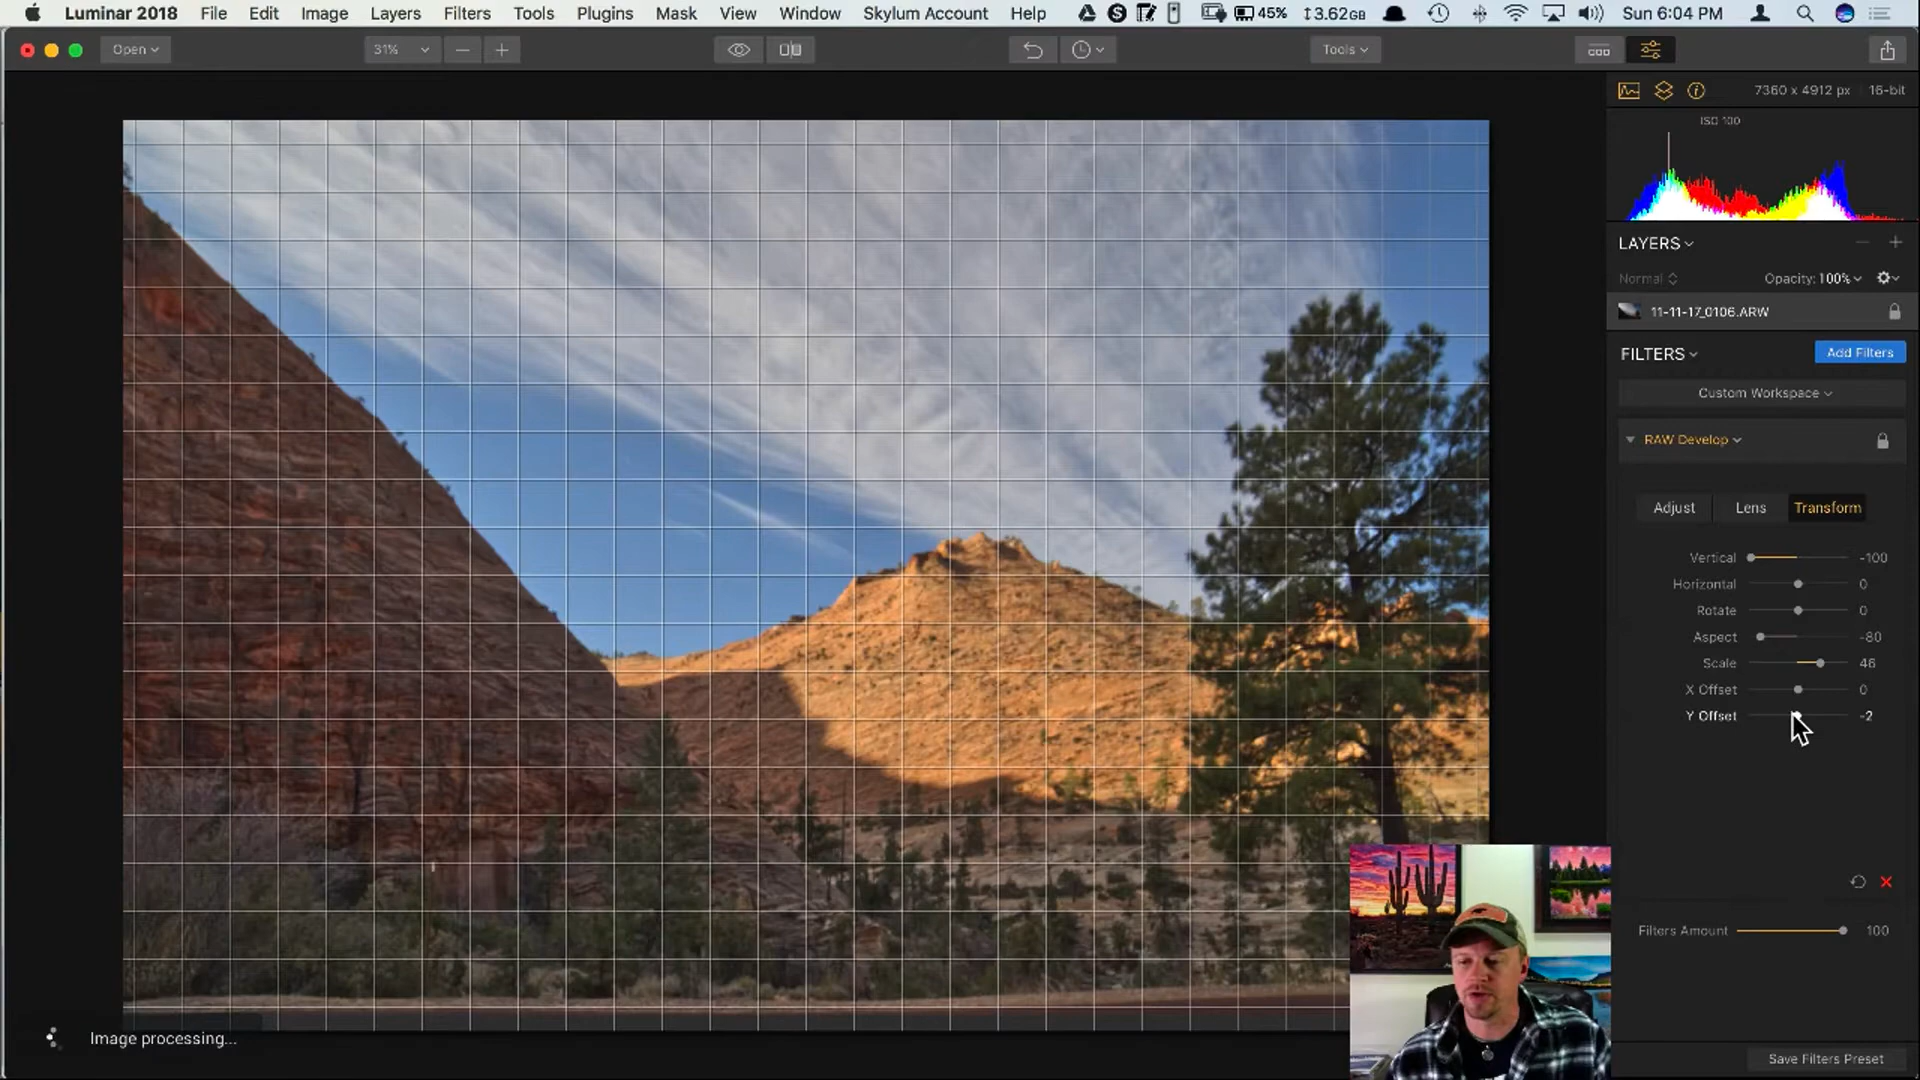 Luminar 2018 File Edit Image Layers Filters Tools Plugins Mask View Window Skylum Account Help 45% 3.62GB Sun 6:04 PM
Open 31% Tools
7360 x 4912 px 16-bit
ISO 100
LAYERS
Normal Opacity: 100%
11-11-17_0106.ARW
FILTERS Add Filters
Custom Workspace
RAW Develop
Adjust Lens Transform
Vertical -100
Horizontal 0
Rotate 0
Aspect -80
Scale 46
X Offset 0
Y Offset -2
Filters Amount 100
Image processing...
Save Filters Preset